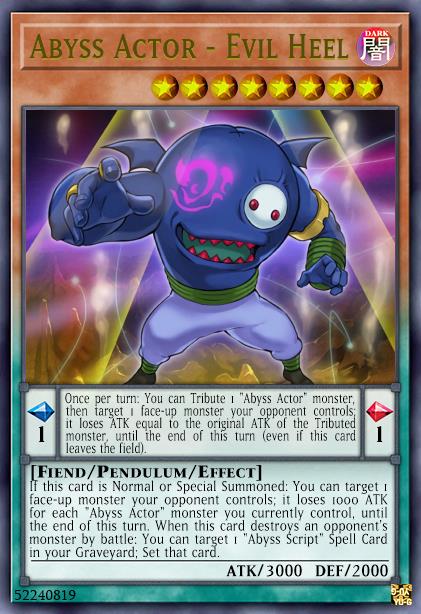 ABYSS ACTOR - EVIL HEEL
DARK
闇
Once per turn: You can Tribute 1 "Abyss Actor" monster,
then target 1 face-up monster your opponent controls;
it loses ATK equal to the original ATK of the Tributed
monster, until the end of this turn (even if this card
leaves the field).
1
1
[FIEND/PENDULUM/EFFECT]
If this card is Normal or Special Summoned: You can target 1
face-up monster your opponent controls; it loses 1000 ATK
for each "Abyss Actor" monster you currently control, until
the end of this turn. When this card destroys an opponent's
monster by battle: You can target 1 "Abyss Script" Spell Card
in your Graveyard; Set that card.
ATK/3000 DEF/2000
52240819